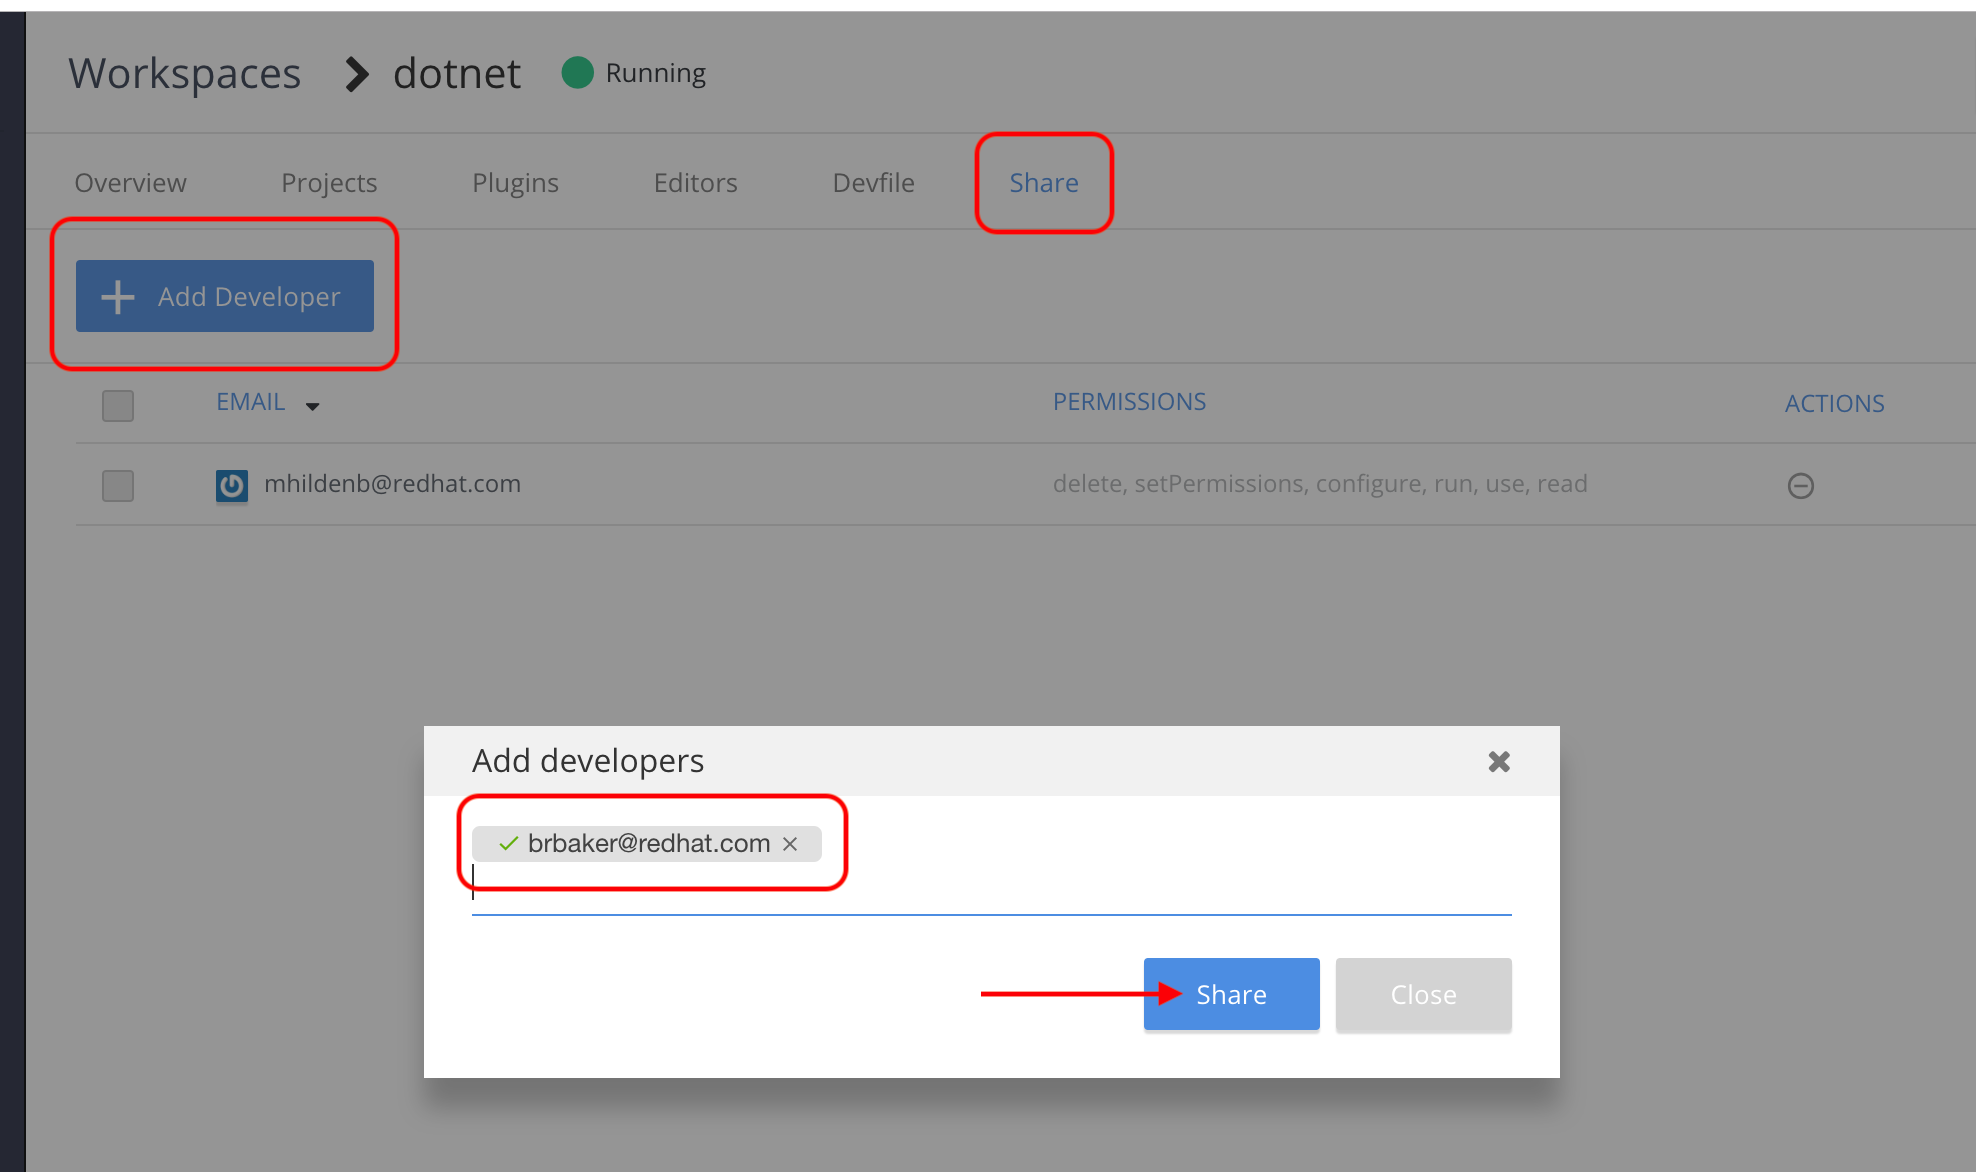 Workspaces dotnet Running
Overview Projects Plugins Editors Devfile Share
Add Developer
EMAIL PERMISSIONS ACTIONS
mhildenb@redhat.com delete, setPermissions, configure, run, use, read
Add developers
brbaker@redhat.com
Share Close